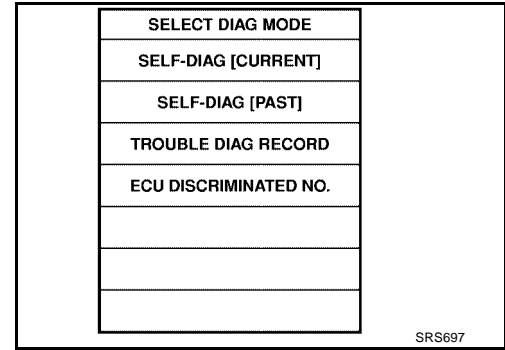 SELECT DIAG MODE
SELF-DIAG [CURRENT]
SELF-DIAG [PAST]
TROUBLE DIAG RECORD
ECU DISCRIMINATED NO.
SRS697